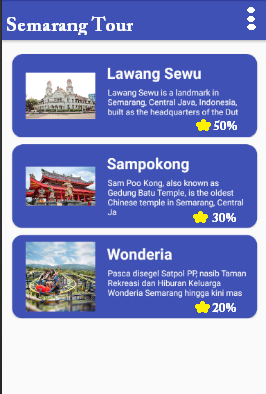 Semarang Tour
Lawang Sewu
Lawang Sewu is a landmark in
Semarang, Central Java, Indonesia,
built as the headquarters of the Dut
50%
Sampokong
Sam Poo Kong, also known as
Gedung Batu Temple, is the oldest
Chinese temple in Semarang, Central
Ja
30%
Wonderia
Pasca disegel Satpol PP, nasib Taman
Rekreasi dan Hiburan Keluarga
Wonderia Semarang hingga kini mas
20%